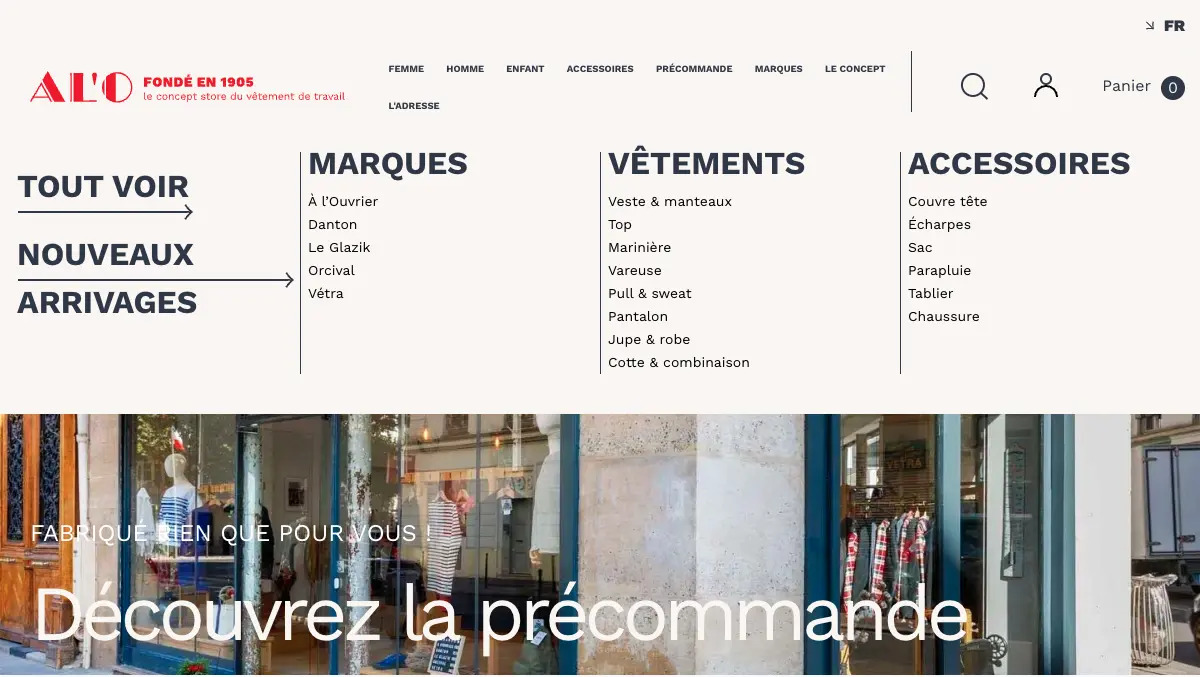 FR
AL'O
FONDÉ EN 1905
le concept store du vêtement de travail
FEMME HOMME ENFANT ACCESSOIRES PRÉCOMMANDE MARQUES LE CONCEPT
L'ADRESSE
Panier 0
TOUT VOIR
NOUVEAUX
ARRIVAGES
MARQUES
À l’Ouvrier
Danton
Le Glazik
Orcival
Vétra
VÊTEMENTS
Veste & manteaux
Top
Marinière
Vareuse
Pull & sweat
Pantalon
Jupe & robe
Cotte & combinaison
ACCESSOIRES
Couvre tête
Écharpes
Sac
Parapluie
Tablier
Chaussure
VETRA
FABRIQUÉ RIEN QUE POUR VOUS !
Découvrez la précommande